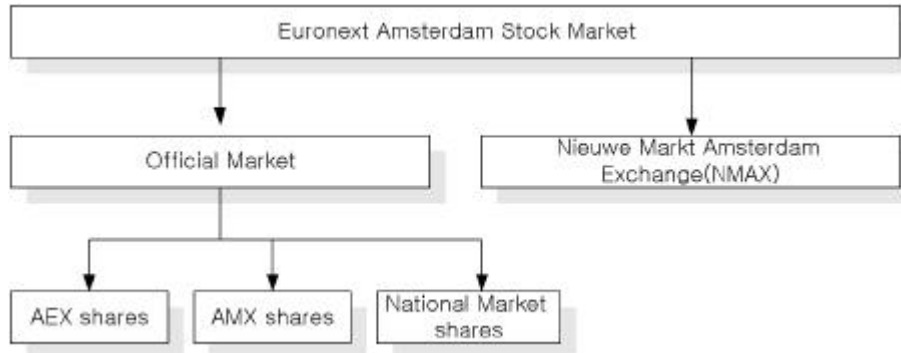 Euronext Amsterdam Stock Market
Official Market
Nieuwe Markt Amsterdam
Exchange(NMAX)
AEX shares
AMX shares
National Market
shares